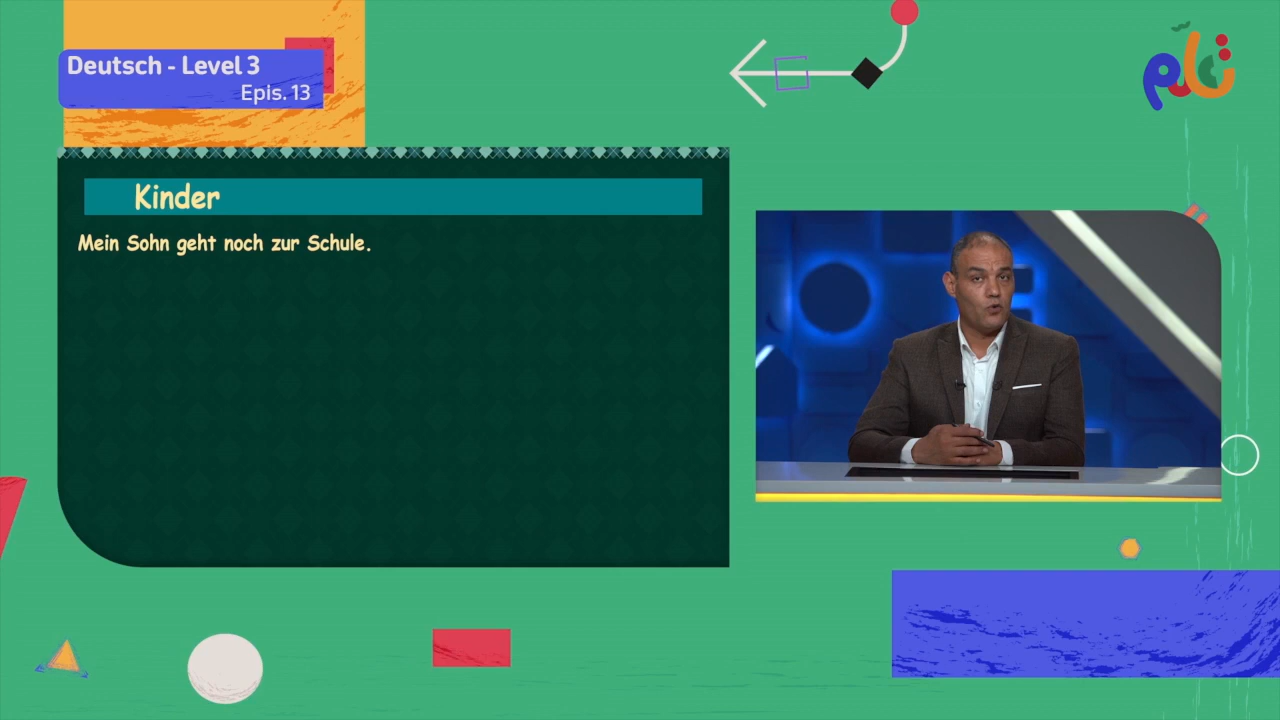 Deutsch - Level 3
Epis. 13
Kinder
Mein Sohn geht noch zur Schule.